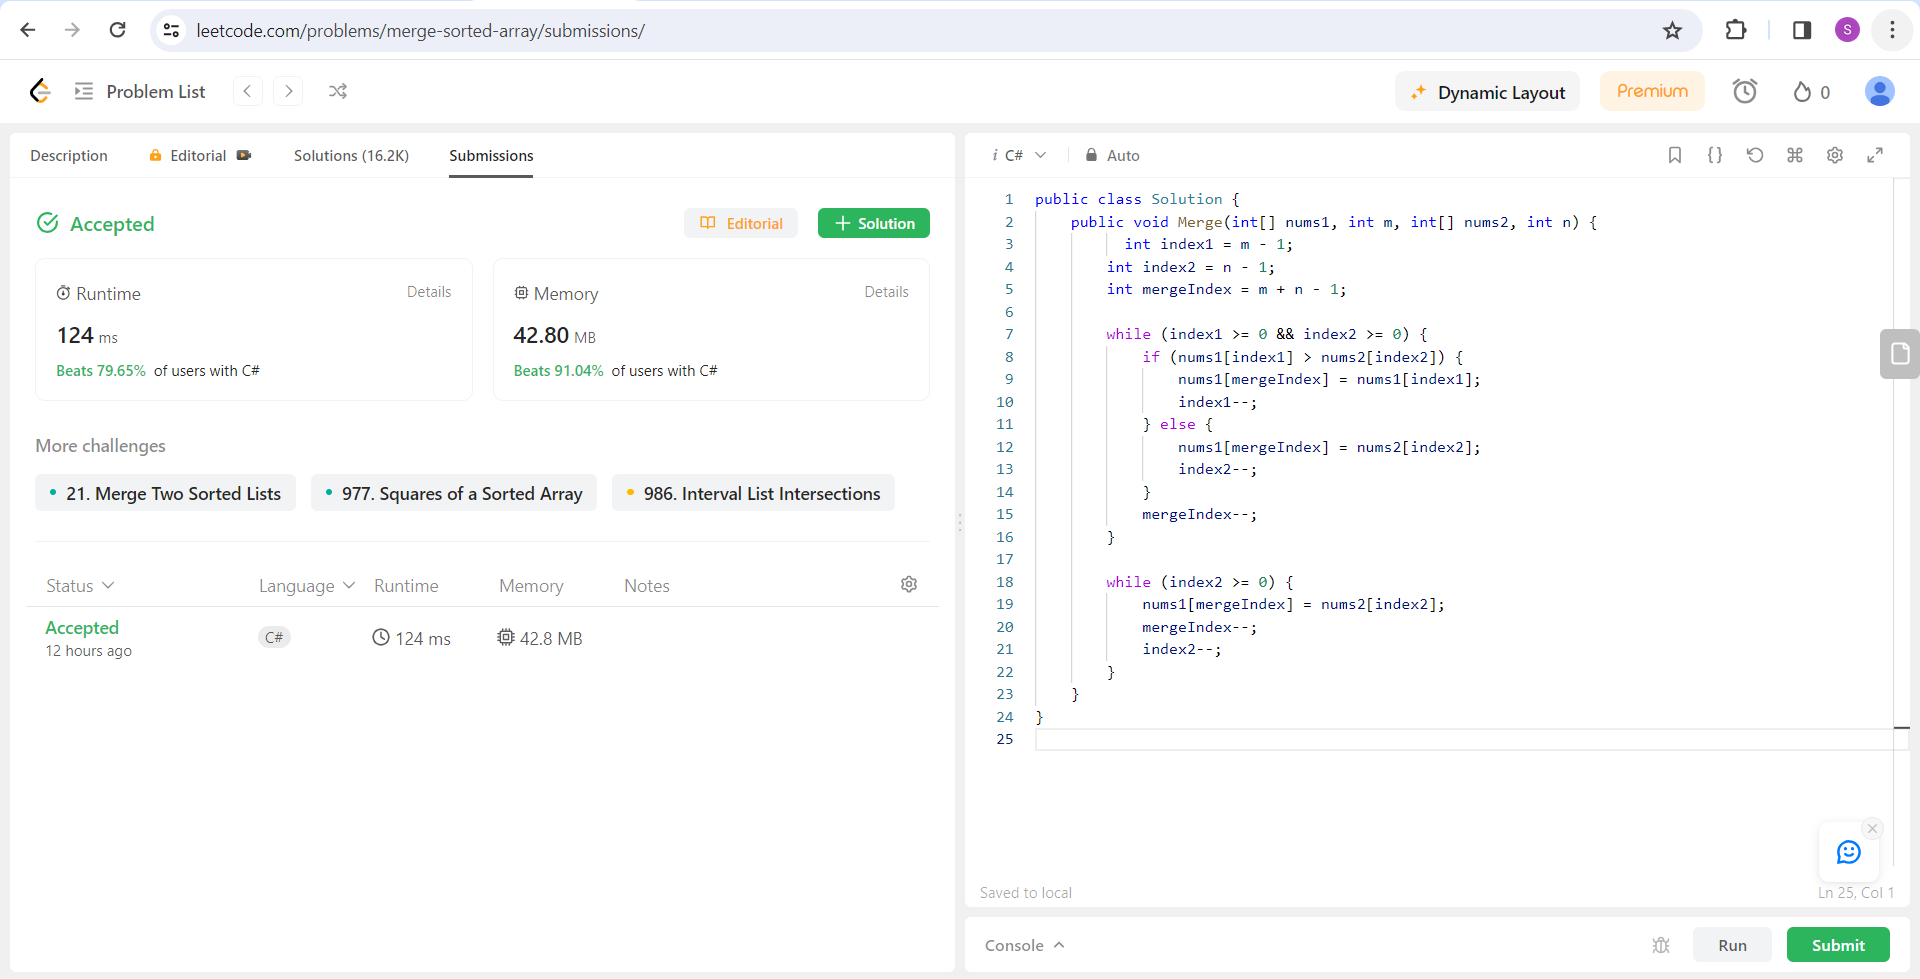 leetcode.com/problems/merge-sorted-array/submissions/
S
Problem List
Dynamic Layout
Premium
0
Description
Editorial
Solutions (16.2K)
Submissions
Accepted
Editorial
Solution
Runtime
Details
124 ms
Beats 79.65% of users with C#
Memory
Details
42.80 MB
Beats 91.04% of users with C#
More challenges
21. Merge Two Sorted Lists
977. Squares of a Sorted Array
986. Interval List Intersections
Status
Language
Runtime
Memory
Notes
Accepted
12 hours ago
C#
124 ms
42.8 MB
i C#
Auto
1 public class Solution {
2     public void Merge(int[] nums1, int m, int[] nums2, int n) {
3           int index1 = m - 1;
4         int index2 = n - 1;
5         int mergeIndex = m + n - 1;
6
7         while (index1 >= 0 && index2 >= 0) {
8             if (nums1[index1] > nums2[index2]) {
9                 nums1[mergeIndex] = nums1[index1];
10                 index1--;
11             } else {
12                 nums1[mergeIndex] = nums2[index2];
13                 index2--;
14             }
15             mergeIndex--;
16         }
17
18         while (index2 >= 0) {
19             nums1[mergeIndex] = nums2[index2];
20             mergeIndex--;
21             index2--;
22         }
23     }
24 }
25
Saved to local
Ln 25, Col 1
Console
Run
Submit